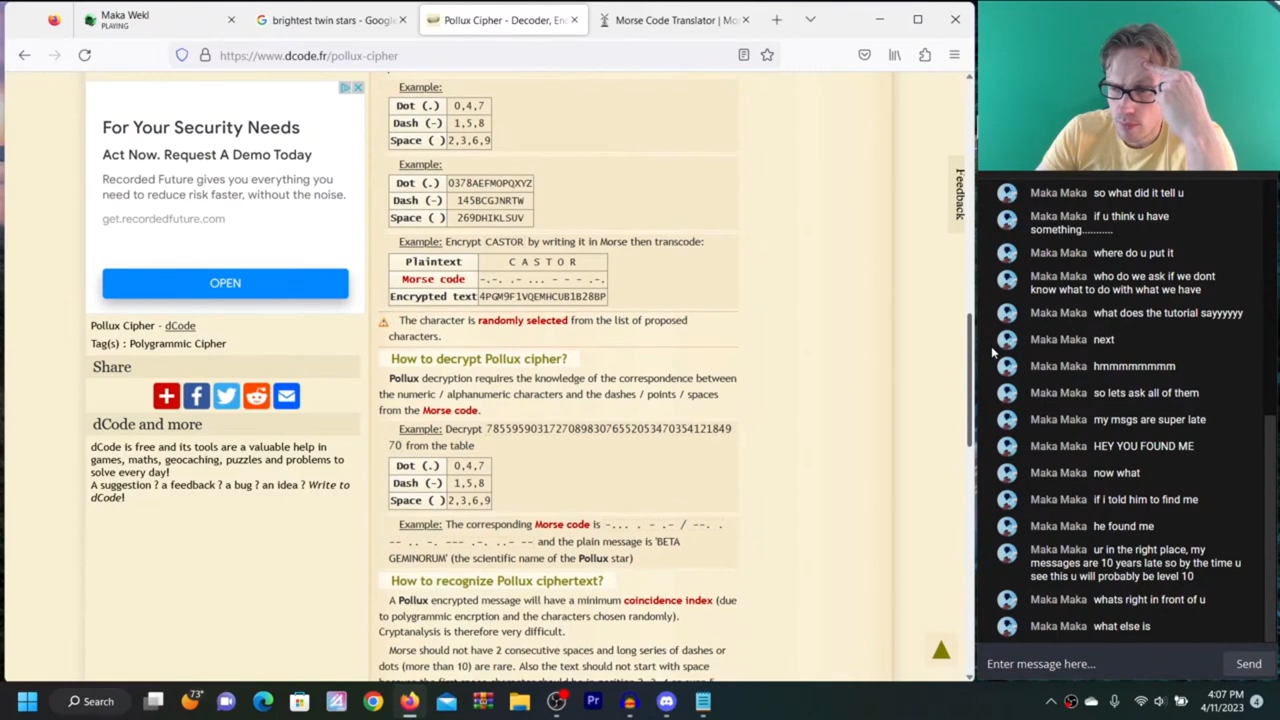 Maka Wekl
PLAYING
brightest twin stars - Google
Pollux Cipher - Decoder, En
Morse Code Translator | Mo
https://www.dcode.fr/pollux-cipher
For Your Security Needs
Act Now. Request A Demo Today
Recorded Future gives you everything you
need to reduce risk faster, without the noise.
get.recordedfuture.com
OPEN
Pollux Cipher - dCode
Tag(s) : Polygrammic Cipher
Share
dCode and more
dCode is free and its tools are a valuable help in
games, maths, geocaching, puzzles and problems to
solve every day!
A suggestion ? a feedback ? a bug ? an idea ? Write to
dCode!
Example:
Dot (.) 0,4,7
Dash (-) 1,5,8
Space ( ) 2,3,6,9
Example:
Dot (.) 0378AEFMOPQXYZ
Dash (-) 145BCGJNRTW
Space ( ) 269DHIKLSUV
Example: Encrypt CASTOR by writing it in Morse then transcode:
Plaintext C A S T O R
Morse code -.-. .- ... - --- .-.
Encrypted text 4PGM9F1VQEMHCUB1B28BP
The character is randomly selected from the list of proposed
characters.
How to decrypt Pollux cipher?
Pollux decryption requires the knowledge of the correspondence between
the numeric / alphanumeric characters and the dashes / points / spaces
from the Morse code.
Example: Decrypt 7855959031727089830765520534703541218 49
70 from the table
Dot (.) 0,4,7
Dash (-) 1,5,8
Space ( ) 2,3,6,9
Example: The corresponding Morse code is -... . - .- / --. .
-- .. -. --- .-. ..- -- and the plain message is 'BETA
GEMINORUM' (the scientific name of the Pollux star)
How to recognize Pollux ciphertext?
A Pollux encrypted message will have a minimum coincidence index (due
to polygrammic encrption and the characters chosen randomly).
Cryptanalysis is therefore very difficult.
Morse should not have 2 consecutive spaces and long series of dashes or
dots (more than 10) are rare. Also the text should not start with space
Feedback
Maka Maka so what did it tell u
Maka Maka if u think u have
something...........
Maka Maka where do u put it
Maka Maka who do we ask if we dont
know what to do with what we have
Maka Maka what does the tutorial sayyyyyy
Maka Maka next
Maka Maka hmmmmmmmm
Maka Maka so lets ask all of them
Maka Maka my msgs are super late
Maka Maka HEY YOU FOUND ME
Maka Maka now what
Maka Maka if i told him to find me
Maka Maka he found me
Maka Maka ur in the right place, my
messages are 10 years late so by the time u
see this u will probably be level 10
Maka Maka whats right in front of u
Maka Maka what else is
Enter message here...
Send
73°
Search
Pr
4:07 PM
4/11/2023
4